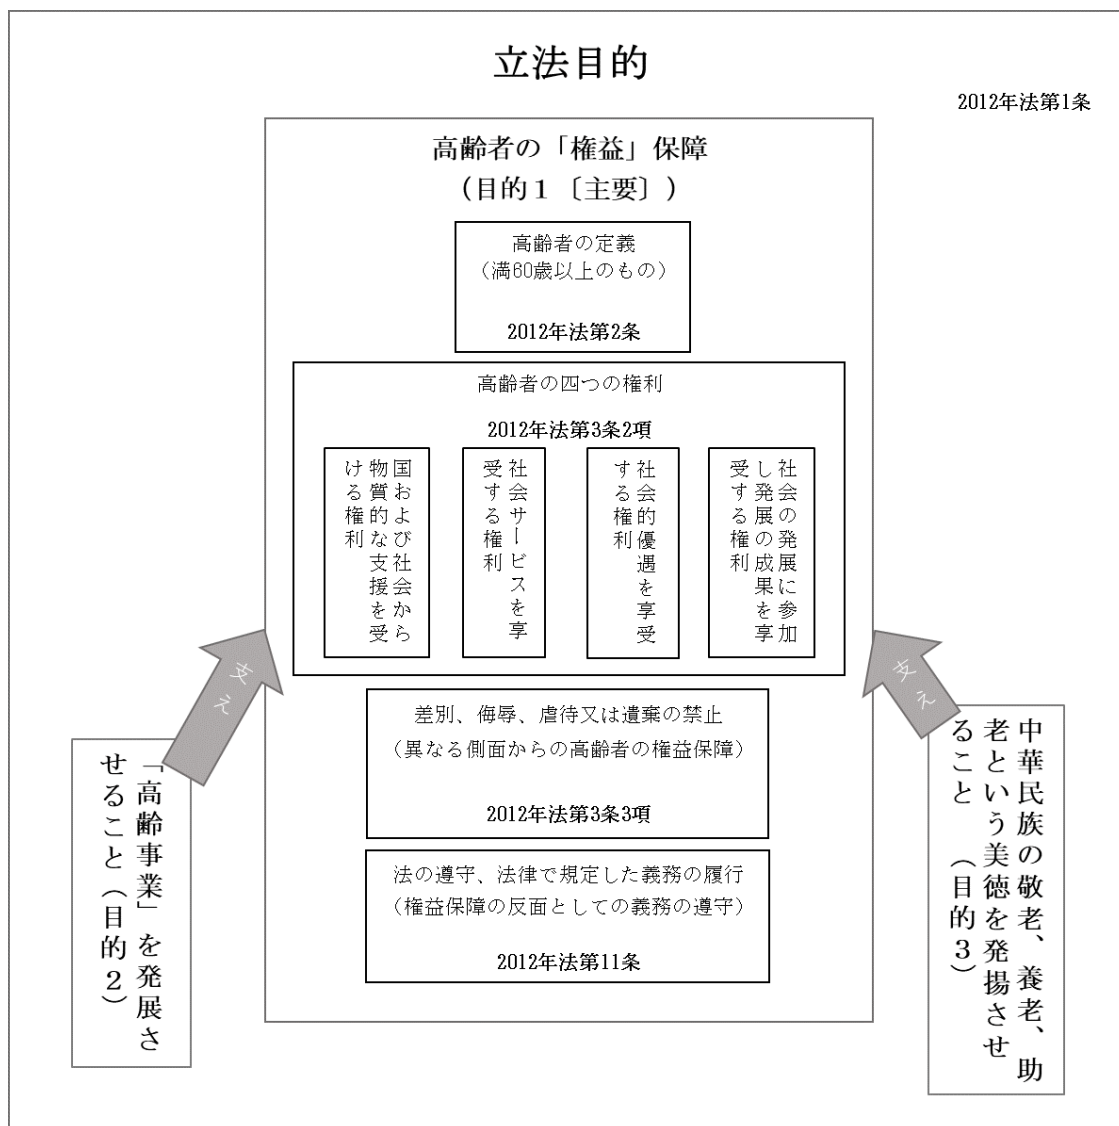 立法目的
2012年法第1条
高齢者の「権益」保障
（目的１〔主要〕）
高齢者の定義
（満60歳以上のもの）
2012年法第2条
高齢者の四つの権利
2012年法第3条2項
国および社会から
物質的な支援を受
ける権利
社会サービスを享
受する権利
社会的優遇を享受
する権利
社会の発展に参加
し発展の成果を享
受する権利
支え
支え
差別、侮辱、虐待又は遺棄の禁止
（異なる側面からの高齢者の権益保障）
2012年法第3条3項
法の遵守、法律で規定した義務の履行
（権益保障の反面としての義務の遵守）
2012年法第11条
「高齢事業」を発展さ
せること（目的２）
中華民族の敬老、養老、助
老という美徳を発揚させ
ること　（目的３）